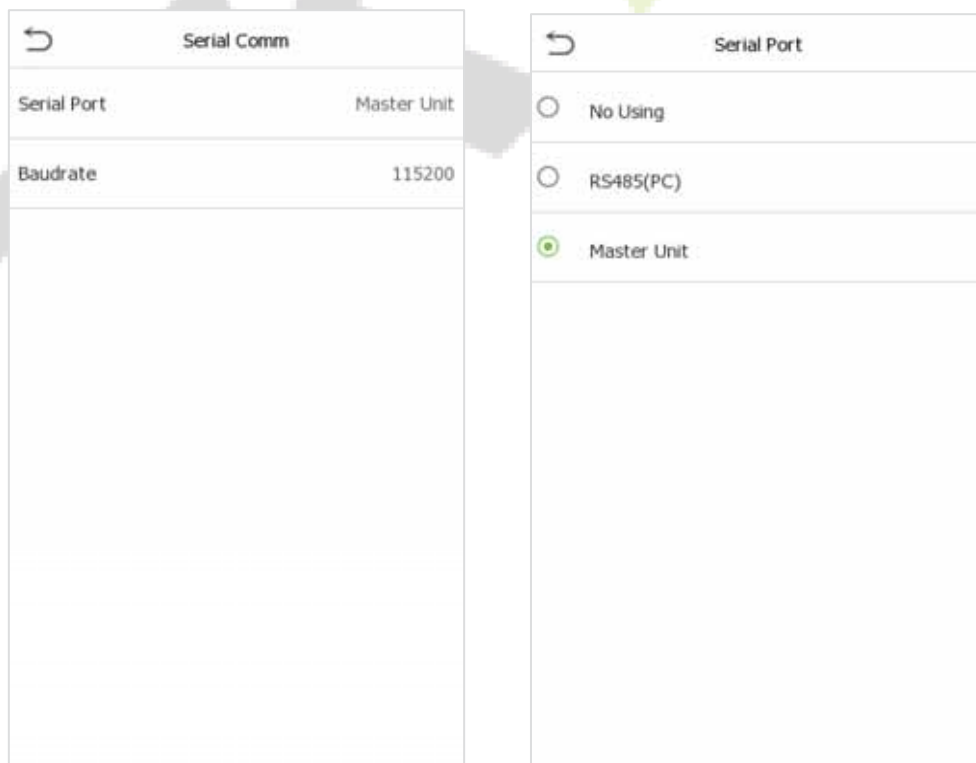 Serial Comm
Serial Port Master Unit
Baudrate 115200
Serial Port
No Using
RS485(PC)
Master Unit